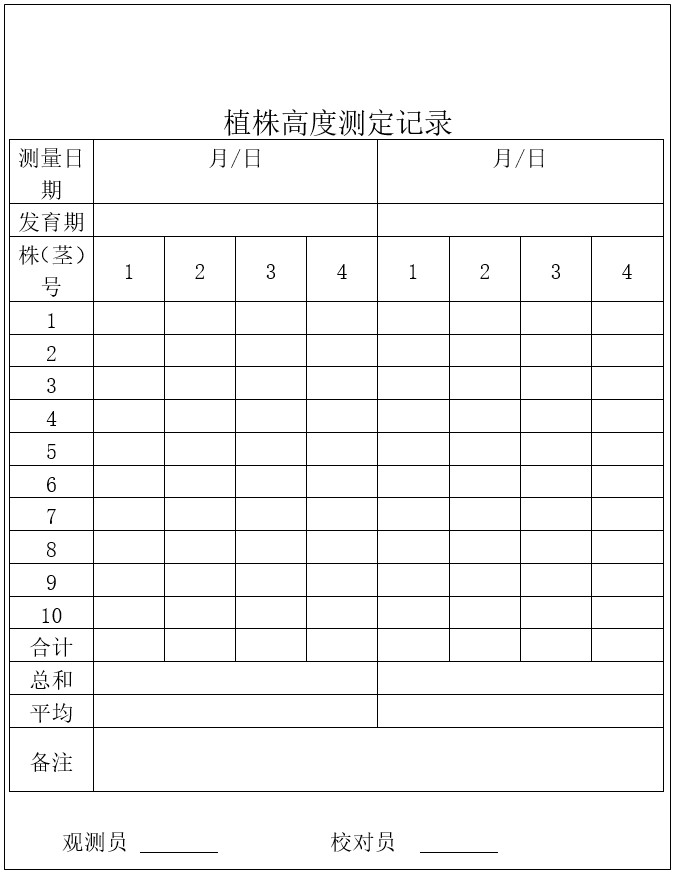 植株高度测定记录
测量日期 月/日 月/日
发育期
株(茎)号 1 2 3 4 1 2 3 4
1
2
3
4
5
6
7
8
9
10
合计
总和
平均
备注
观测员 校对员